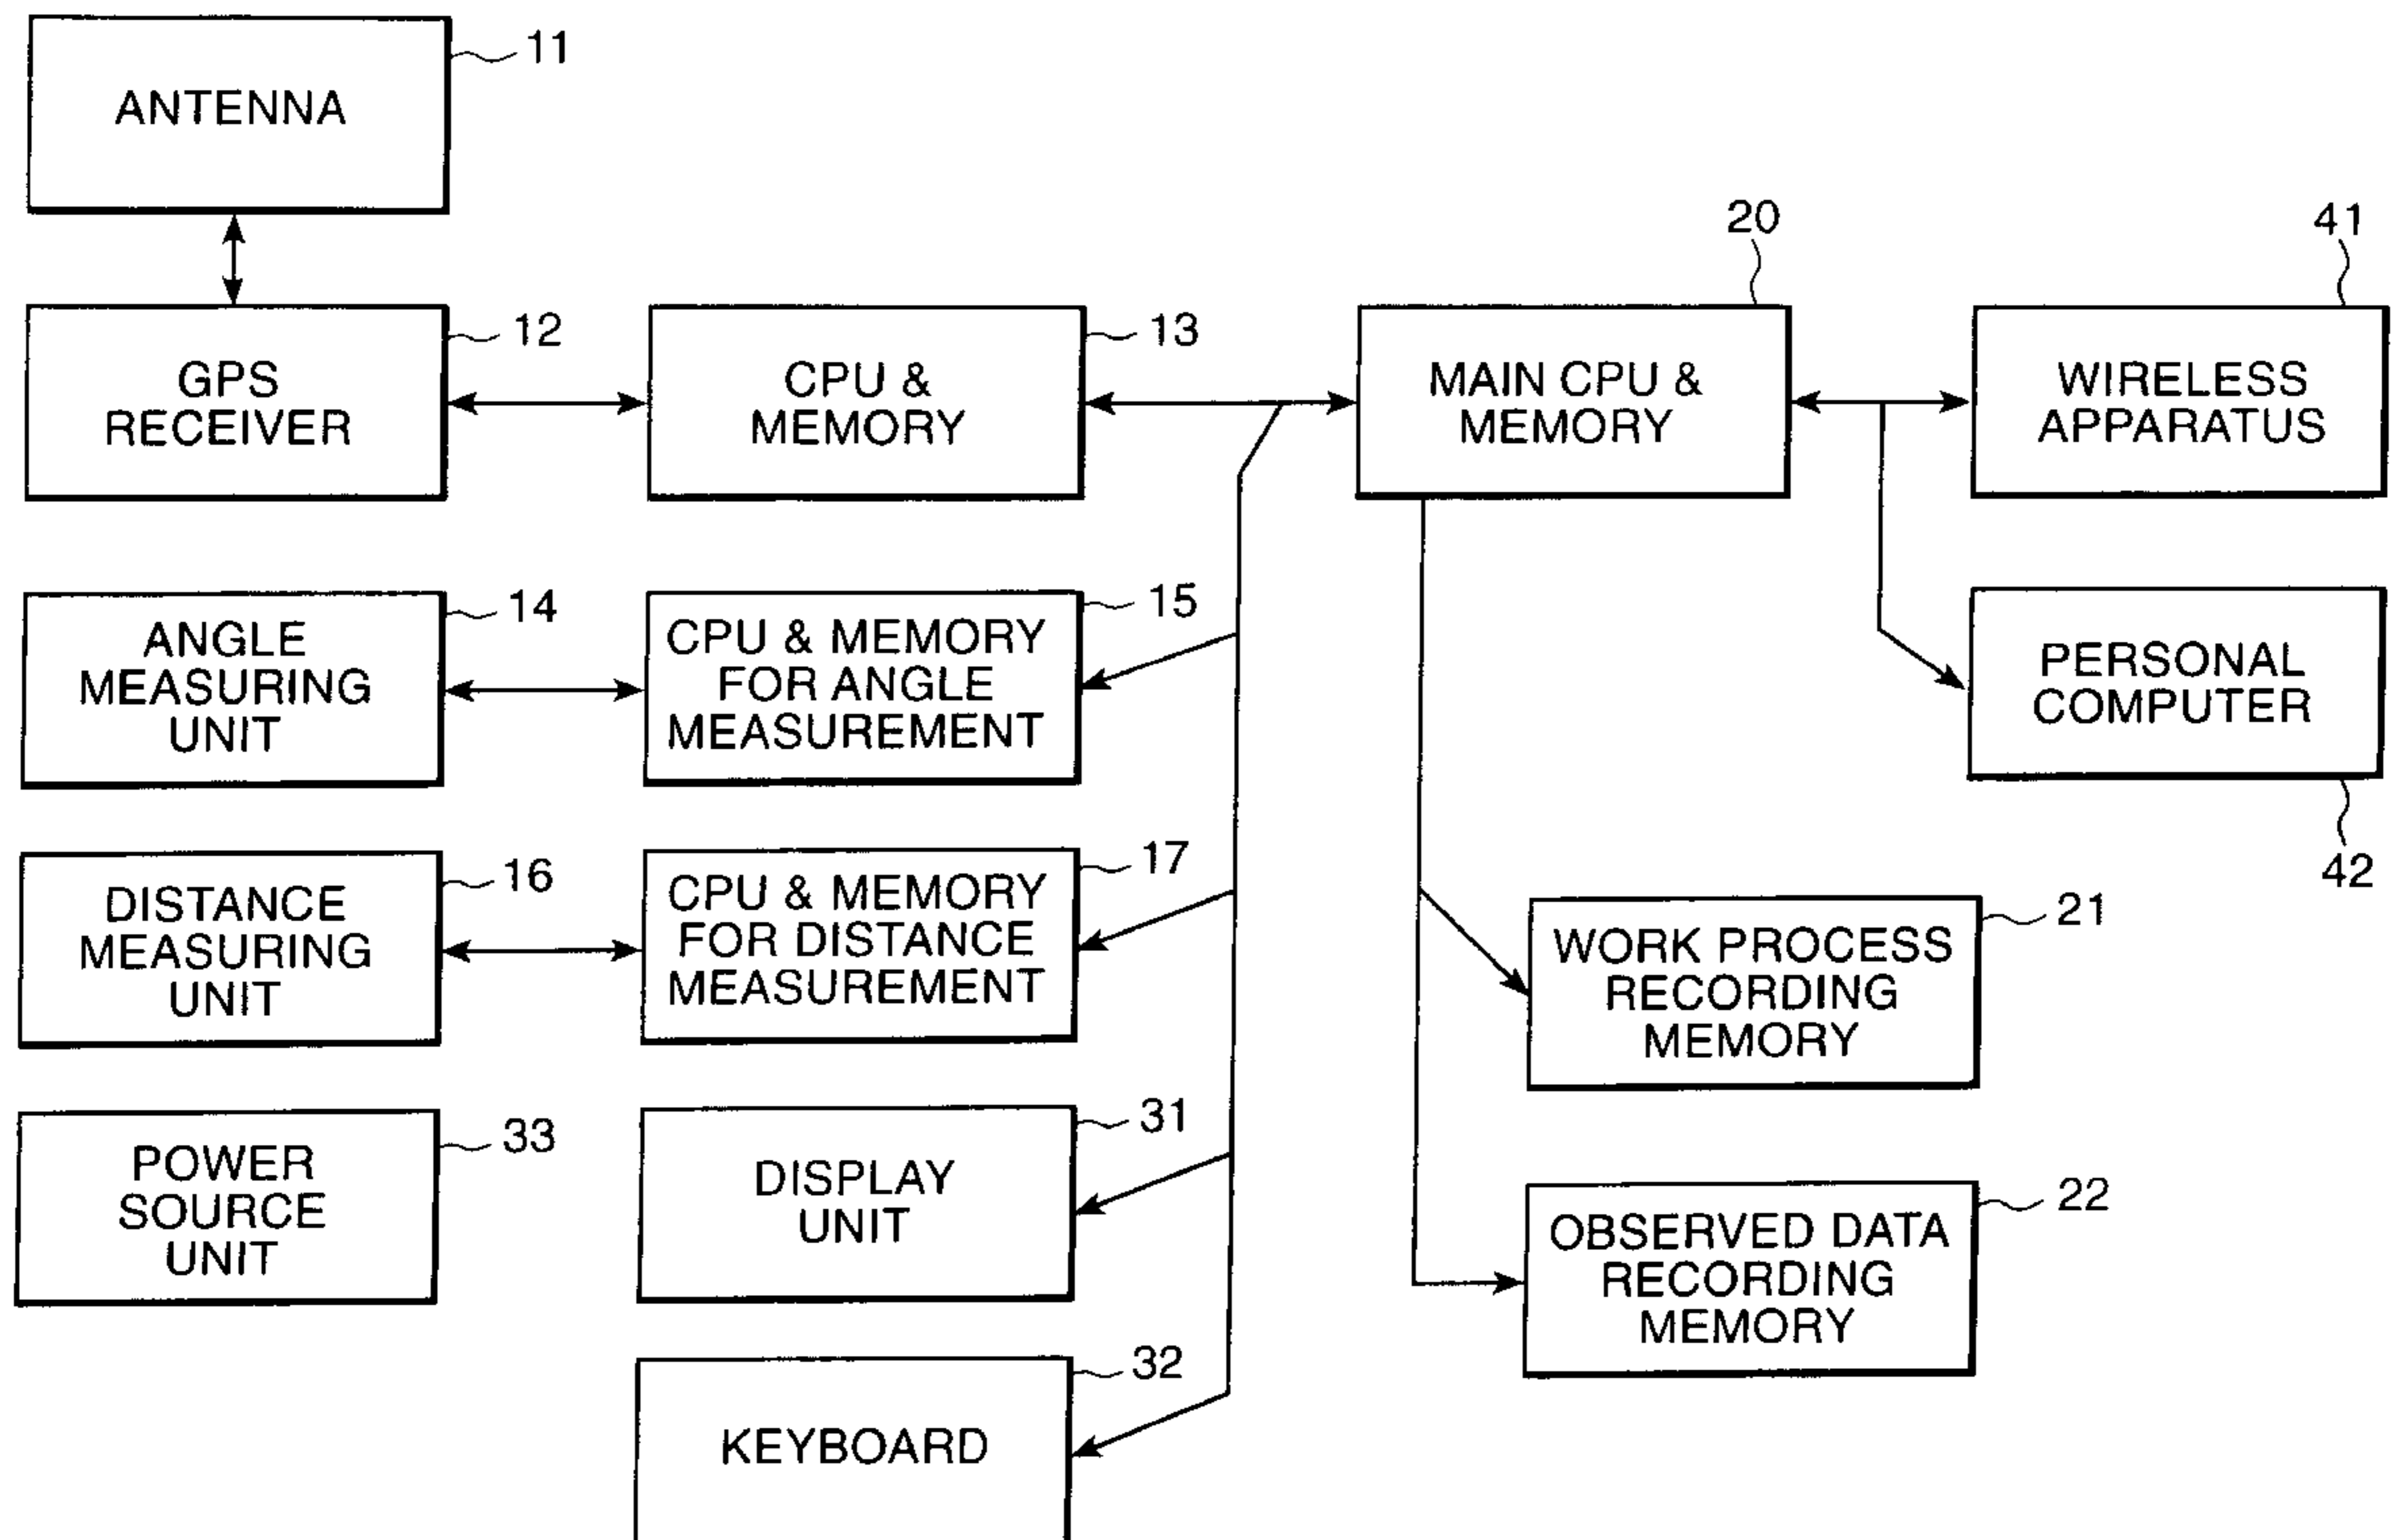 11
ANTENNA
20
41
12
GPS
RECEIVER
13
CPU &
MEMORY
MAIN CPU &
MEMORY
WIRELESS
APPARATUS
14
ANGLE
MEASURING
UNIT
15
CPU & MEMORY
FOR ANGLE
MEASUREMENT
PERSONAL
COMPUTER
42
16
DISTANCE
MEASURING
UNIT
17
CPU & MEMORY
FOR DISTANCE
MEASUREMENT
21
WORK PROCESS
RECORDING
MEMORY
33
POWER
SOURCE
UNIT
31
DISPLAY
UNIT
22
OBSERVED DATA
RECORDING
MEMORY
32
KEYBOARD